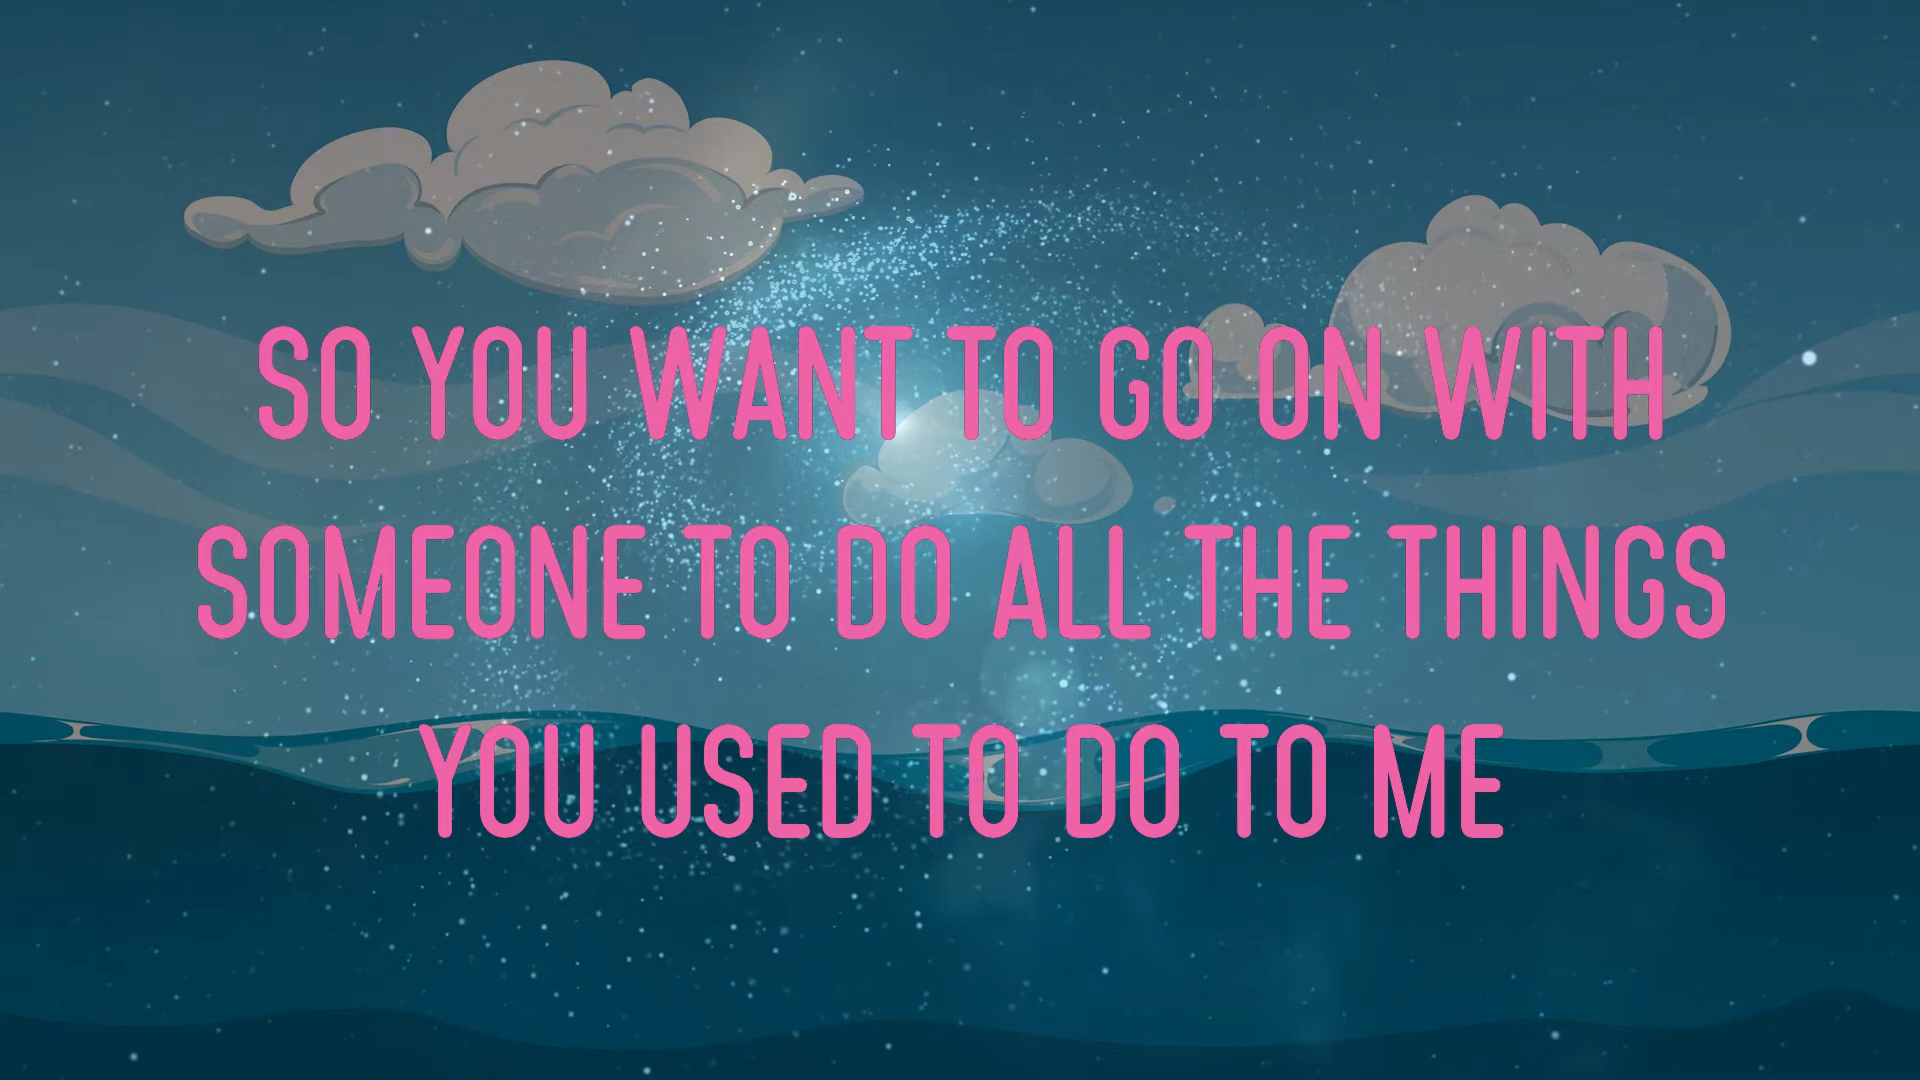 SO YOU WANT TO GO ON WITH
SOMEONE TO DO ALL THE THINGS
YOU USED TO DO TO ME